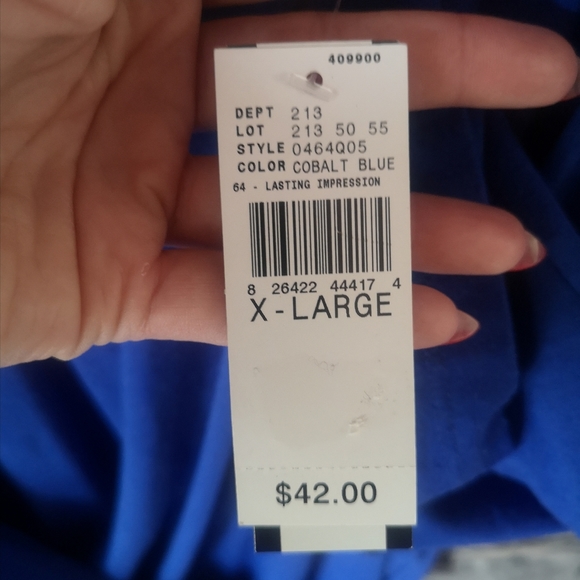 409900
DEPT 213
LOT 213 50 55
STYLE 0464Q05
COLOR COBALT BLUE
64 - LASTING IMPRESSION
8 26422 44417 4
X-LARGE
$42.00